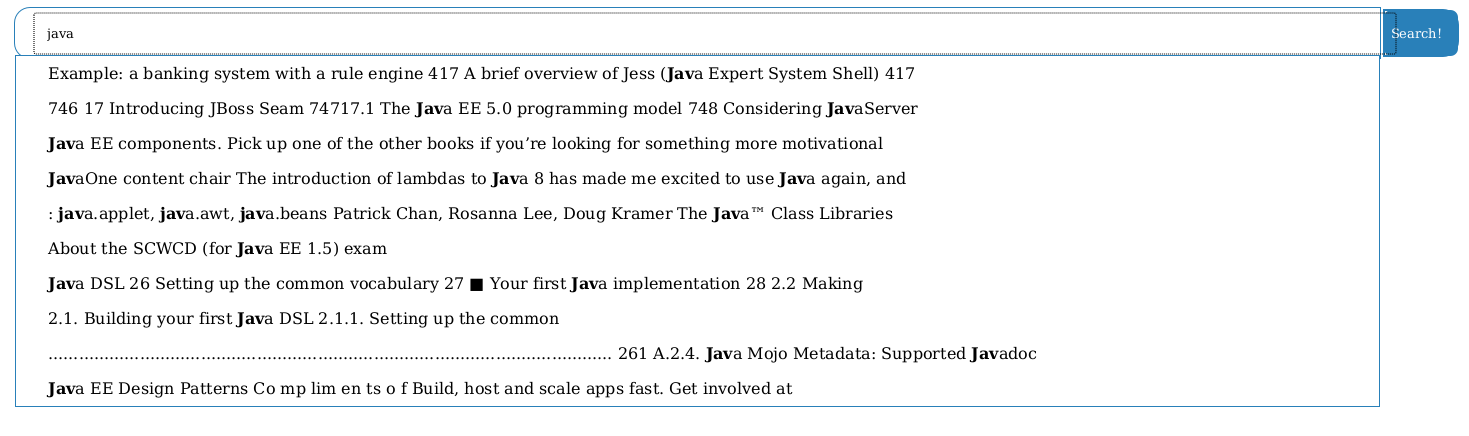 java
Search!
Example: a banking system with a rule engine 417 A brief overview of Jess (Java Expert System Shell) 417
746 17 Introducing JBoss Seam 74717.1 The Java EE 5.0 programming model 748 Considering JavaServer
Java EE components. Pick up one of the other books if you’re looking for something more motivational
JavaOne content chair The introduction of lambdas to Java 8 has made me excited to use Java again, and
: java.applet, java.awt, java.beans Patrick Chan, Rosanna Lee, Doug Kramer The Java™ Class Libraries
About the SCWCD (for Java EE 1.5) exam
Java DSL 26 Setting up the common vocabulary 27 ■ Your first Java implementation 28 2.2 Making
2.1. Building your first Java DSL 2.1.1. Setting up the common
............................................................................................................... 261 A.2.4. Java Mojo Metadata: Supported Javadoc
Java EE Design Patterns Co mp lim en ts o f Build, host and scale apps fast. Get involved at